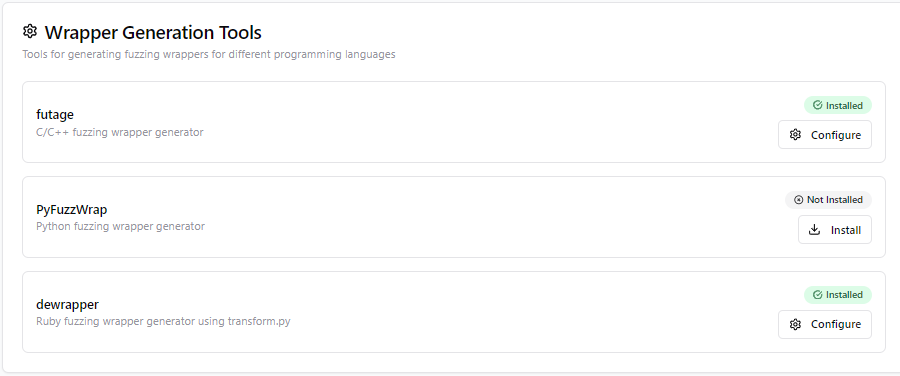 Wrapper Generation Tools
Tools for generating fuzzing wrappers for different programming languages
futage
C/C++ fuzzing wrapper generator
Installed
Configure
PyFuzzWrap
Python fuzzing wrapper generator
Not Installed
Install
dewrapper
Ruby fuzzing wrapper generator using transform.py
Installed
Configure